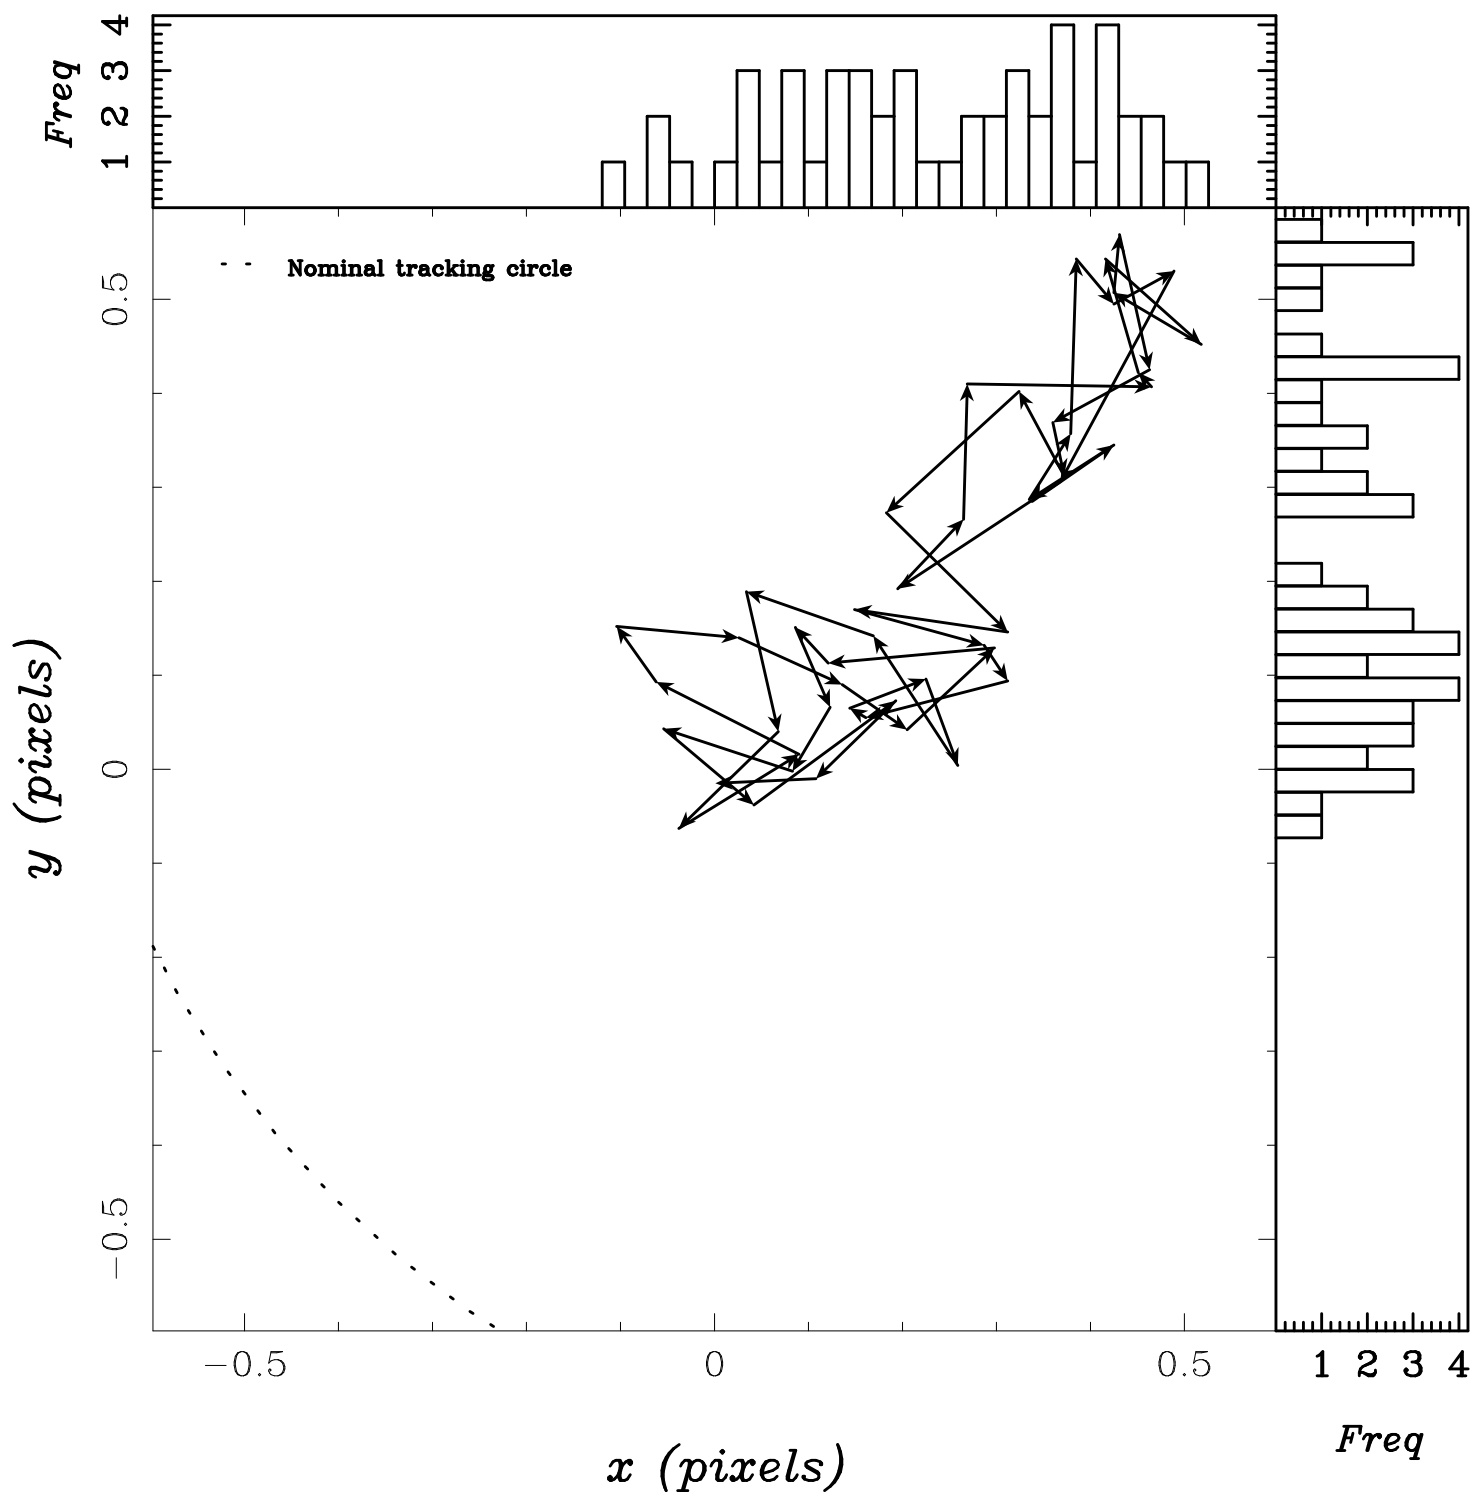 Freq
4
3
2
1
Nominal tracking circle
0.5
0
−0.5
y (pixels)
−0.5 0 0.5
x (pixels)
1 2 3 4
Freq